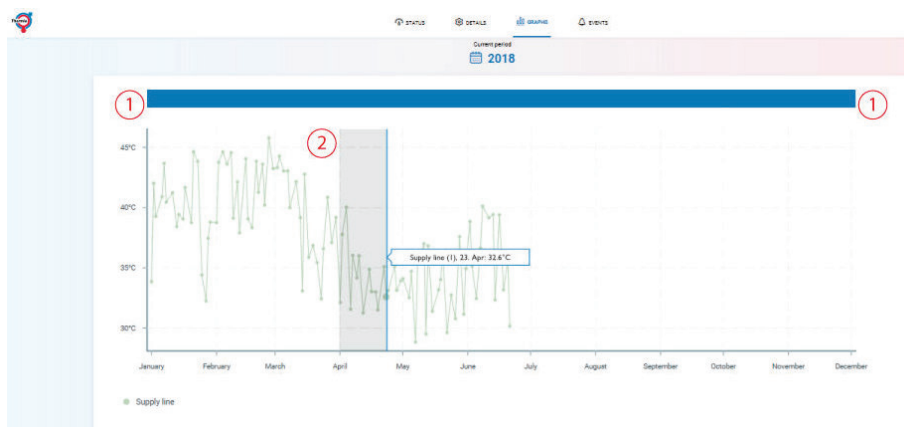 Thermia
STATUS
DETAILS
GRAPHS
EVENTS
Current period
2018
1
1
2
45°C
40°C
35°C
30°C
Supply line (1), 23. Apr: 32.6°C
January February March April May June July August September October November December
Supply line